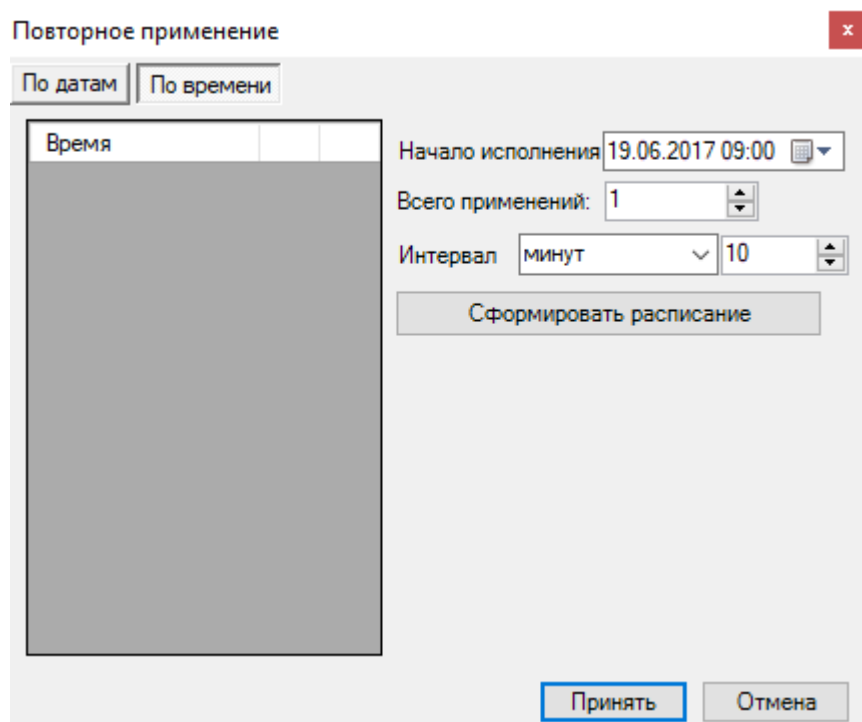 Повторное применение
x
По датам По времени
Время
Начало исполнения 19.06.2017 09:00
Всего применений: 1
Интервал минут 10
Сформировать расписание
Принять Отмена